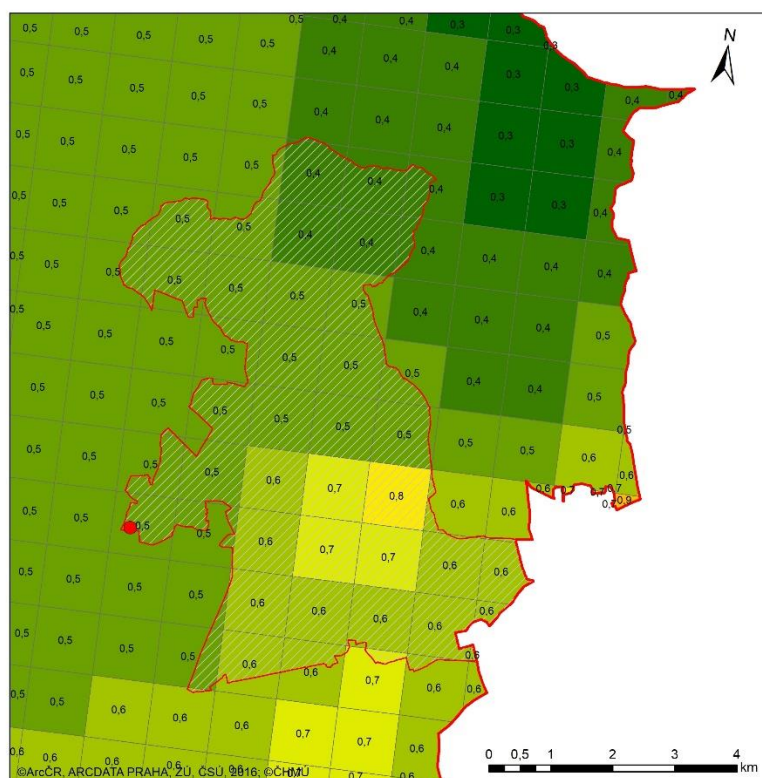 N
0,5 0,5 0,5 0,5 0,5 0,4 0,4 0,3 0,3 0,3
0,5 0,5 0,5 0,5 0,5 0,4 0,4 0,4 0,3 0,3 0,4 0,4
0,5 0,5 0,5 0,5 0,5 0,4 0,4 0,4 0,3 0,3 0,4
0,5 0,5 0,5 0,5 0,5 0,4 0,4 0,4 0,3 0,3 0,4
0,5 0,5 0,5 0,5 0,5 0,4 0,4 0,4 0,4 0,4 0,4
0,5 0,5 0,5 0,5 0,5 0,5 0,5 0,4 0,4 0,4 0,5
0,5 0,5 0,5 0,5 0,5 0,5 0,5 0,4 0,4 0,5 0,5
0,5 0,5 0,5 0,5 0,5 0,5 0,5 0,5 0,5 0,6 0,6
0,5 0,5 0,5 0,5 0,6 0,7 0,8 0,6 0,6 0,6 0,7 0,7 0,7 0,7 0,9
0,5 0,5 0,5 0,5 0,6 0,7 0,7 0,6 0,6
0,5 0,5 0,5 0,5 0,6 0,6 0,6 0,6 0,6
0,5 0,5 0,5 0,5 0,6 0,6 0,7 0,6 0,6
0,5 0,5 0,6 0,6 0,6 0,7 0,7 0,6
0,6 0,6 0,6 0,6 0,6 0,7
©ArcČR, ARCDATA PRAHA, ZÚ, ČSÚ, 2016; ©ČHMÚ
0 0,5 1 2 3 4
km